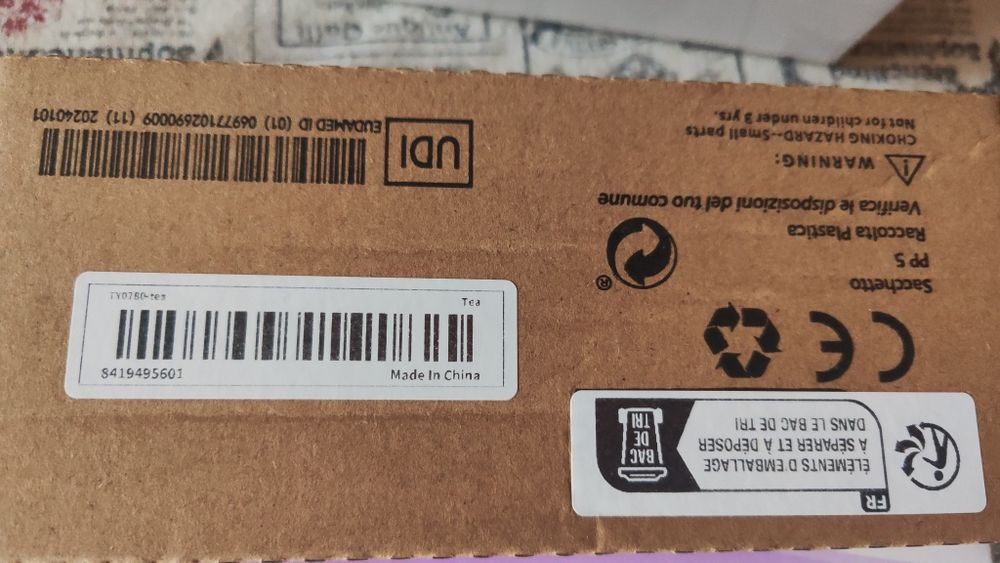 EUDAMED ID (01) 06977102690009 (11) 20240101
UDI
WARNING:
CHOKING HAZARD--Small parts
Not for children under 3 yrs.
Sacchetto
PP 5
Raccolta Plastica
Verifica le disposizioni del tuo comune
®
CE
TY0780-tea
Tea
8419495601
Made In China
FR
ÉLÉMENTS D'EMBALLAGE
À SÉPARER ET À DÉPOSER
DANS LE BAC DE TRI
BAC
DE
TRI